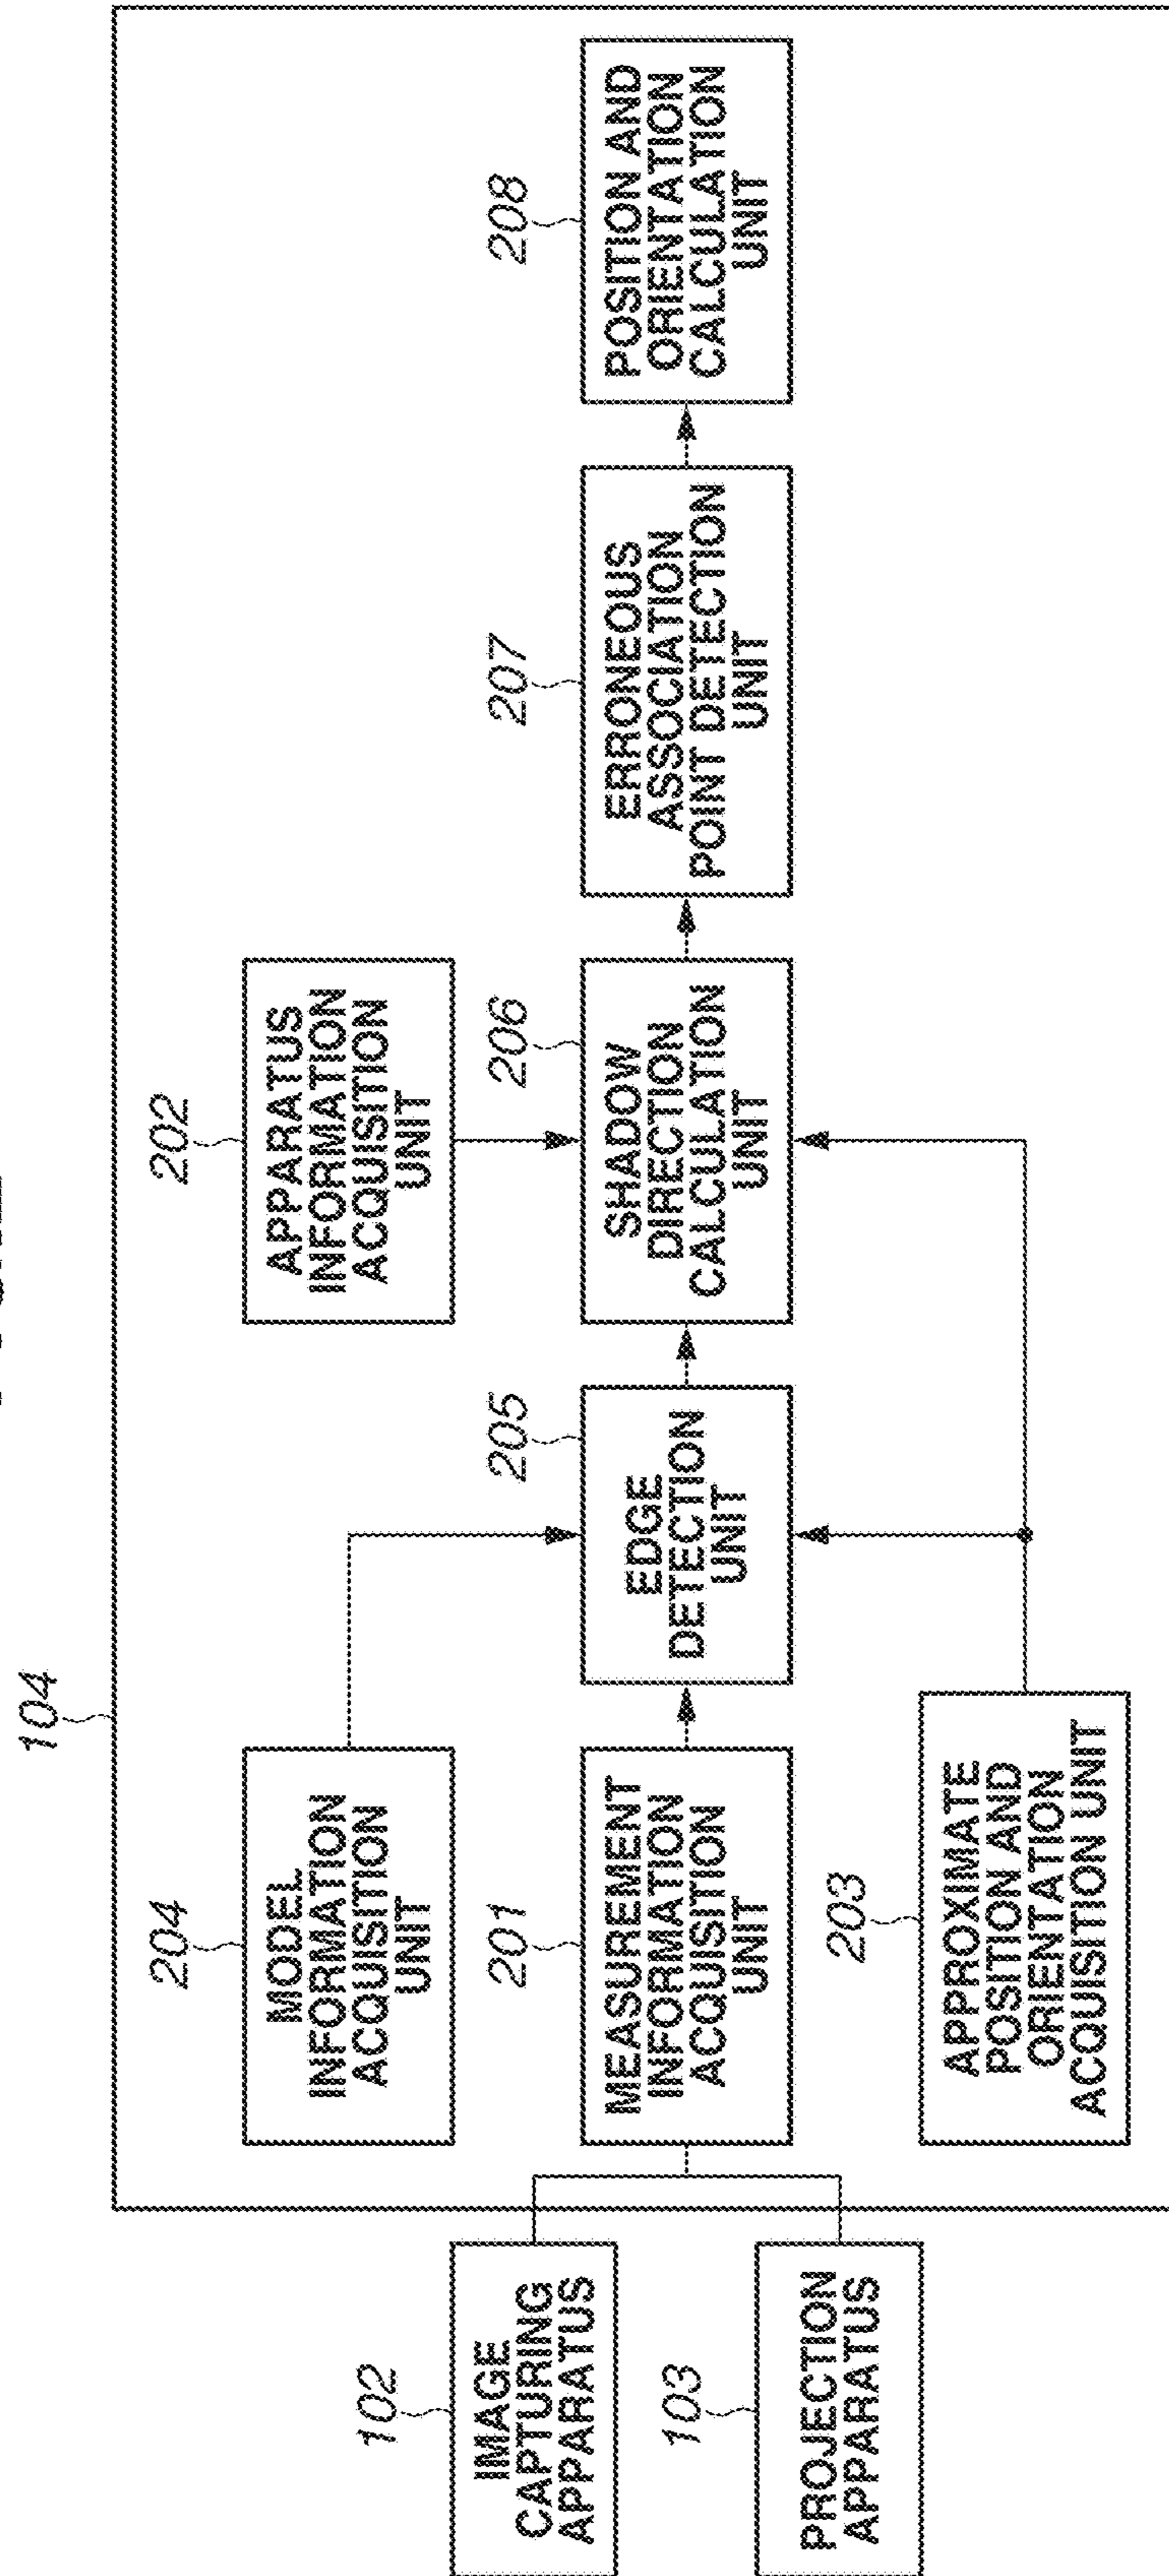 104
204
MODEL
INFORMATION
ACQUISITION
UNIT
202
APPARATUS
INFORMATION
ACQUISITION
UNIT
102
IMAGE
CAPTURING
APPARATUS
201
MEASUREMENT
INFORMATION
ACQUISITION
UNIT
205
EDGE
DETECTION
UNIT
206
SHADOW
DIRECTION
CALCULATION
UNIT
207
ERRONEOUS
ASSOCIATION
POINT DETECTION
UNIT
208
POSITION AND
ORIENTATION
CALCULATION
UNIT
103
PROJECTION
APPARATUS
203
APPROXIMATE
POSITION AND
ORIENTATION
ACQUISITION UNIT